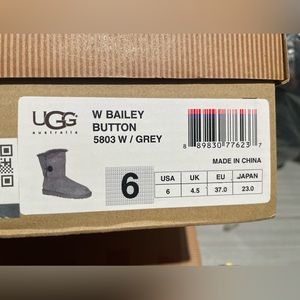 UGG
australia
W BAILEY
BUTTON
5803 W / GREY
8 89830 77623 7
MADE IN CHINA
6
USA UK EU JAPAN
6 4.5 37.0 23.0